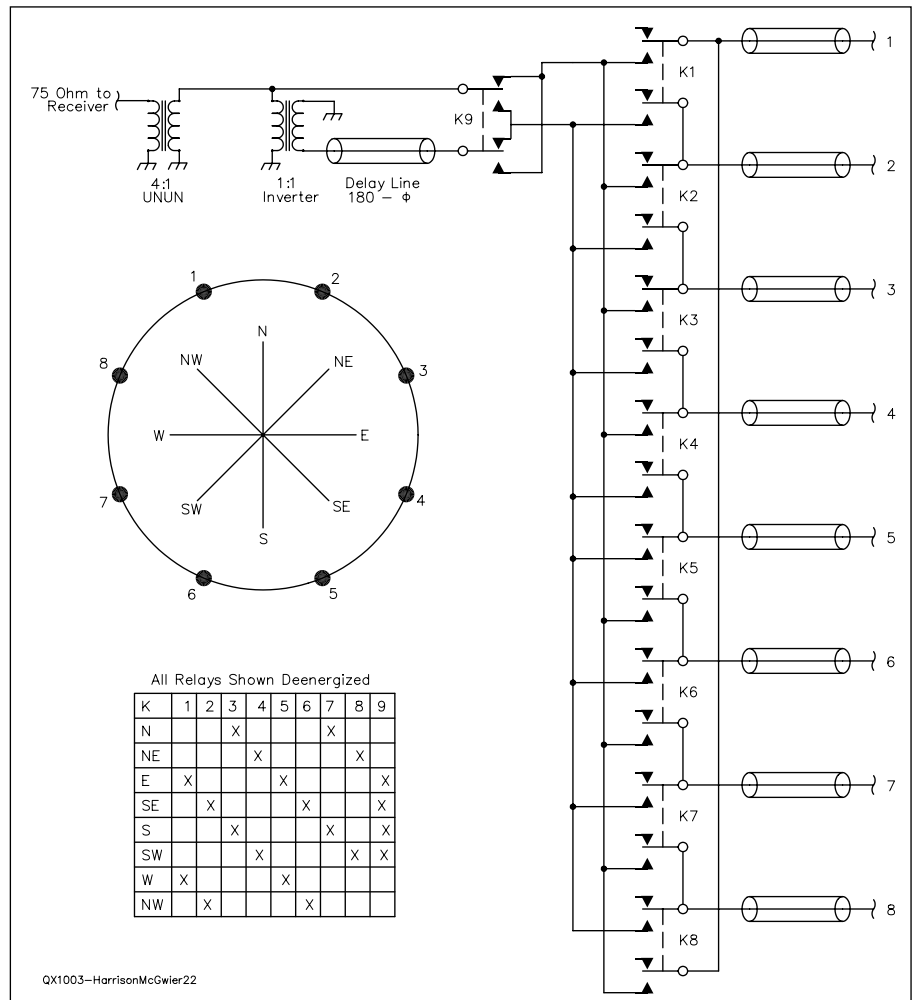 75 Ohm to
Receiver
4:1
UNUN
1:1
Inverter
Delay Line
180 – Φ
K9
K1
K2
K3
K4
K5
K6
K7
K8
1
2
3
4
5
6
7
8
1
2
3
4
5
6
7
8
N
NE
E
SE
S
SW
W
NW
All Relays Shown Deenergized
K 1 2 3 4 5 6 7 8 9
N X X
NE X X
E X X X
SE X X X
S X X X
SW X X X
W X X
NW X X
QX1003–HarrisonMcGwier22